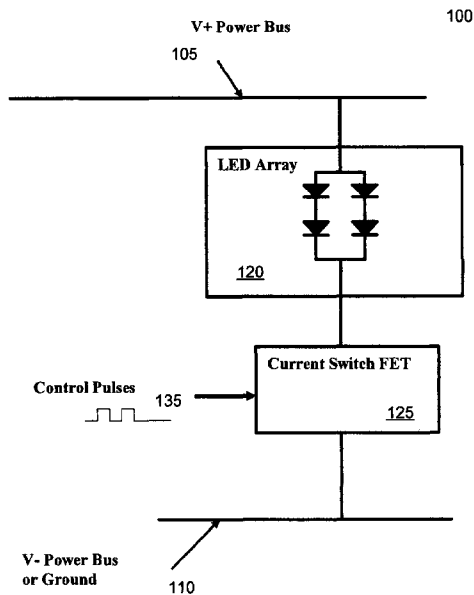 100
V+ Power Bus
105
LED Array
120
Current Switch FET
Control Pulses
135
125
V- Power Bus
or Ground
110